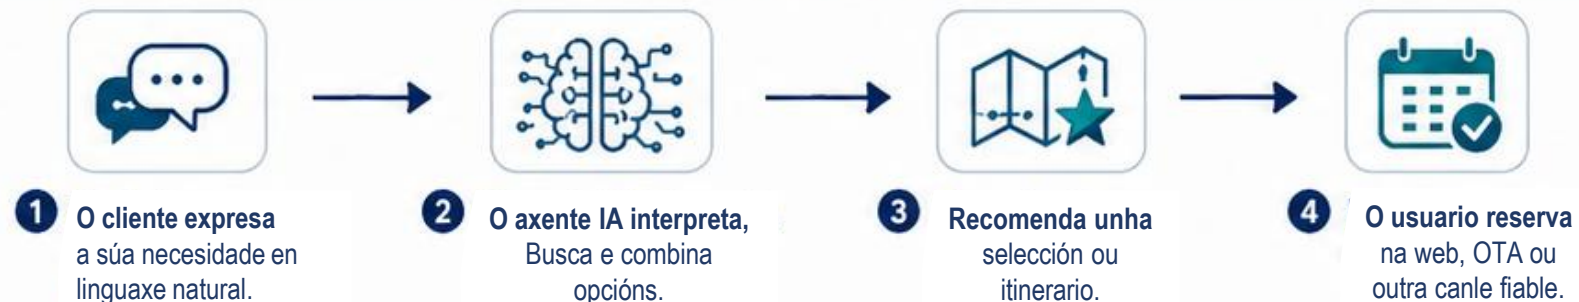 1
O cliente expresa
a súa necesidade en
linguaxe natural.
2
O axente IA interpreta,
Busca e combina
opcións.
3
Recomenda unha
selección ou
itinerario.
4
O usuario reserva
na web, OTA ou
outra canle fiable.